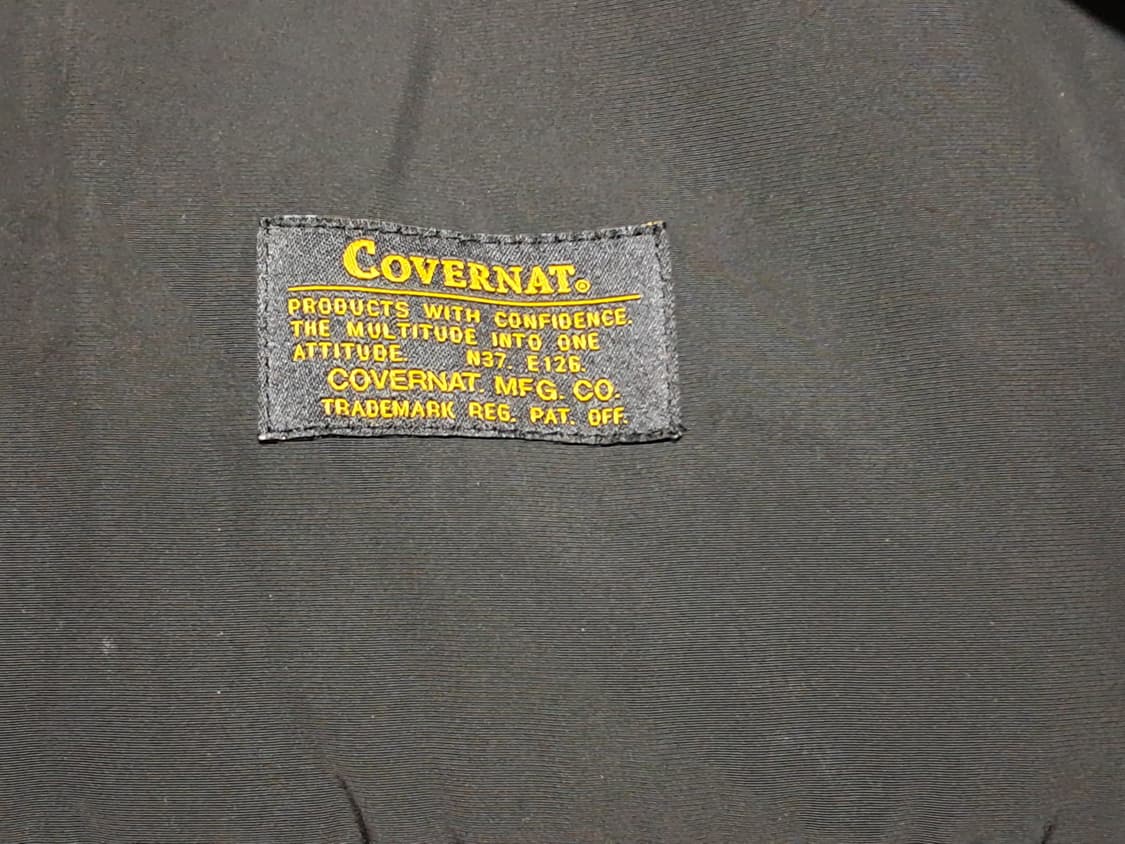 COVERNAT®
PRODUCTS WITH CONFIDENCE.
THE MULTITUDE INTO ONE
ATTITUDE. N37. E126.
COVERNAT. MFG. CO.
TRADEMARK REG. PAT. OFF.